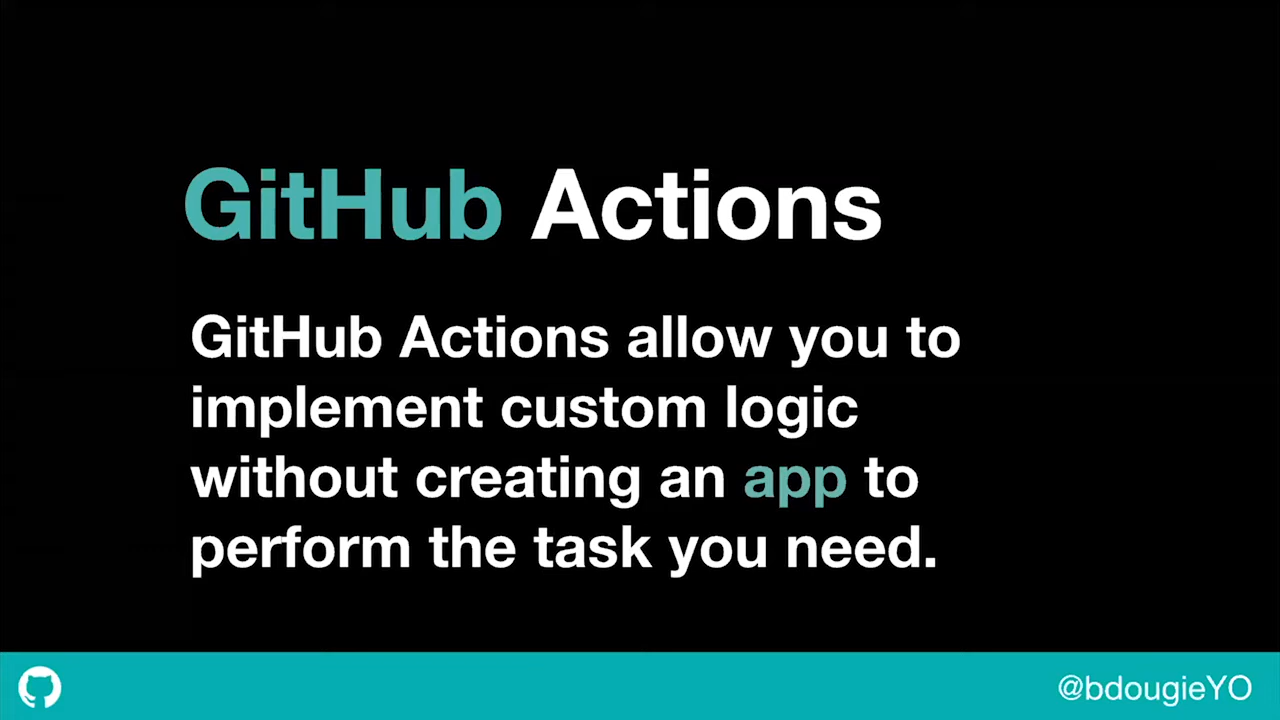 GitHub Actions
GitHub Actions allow you to
implement custom logic
without creating an app to
perform the task you need.
@bdougieYO